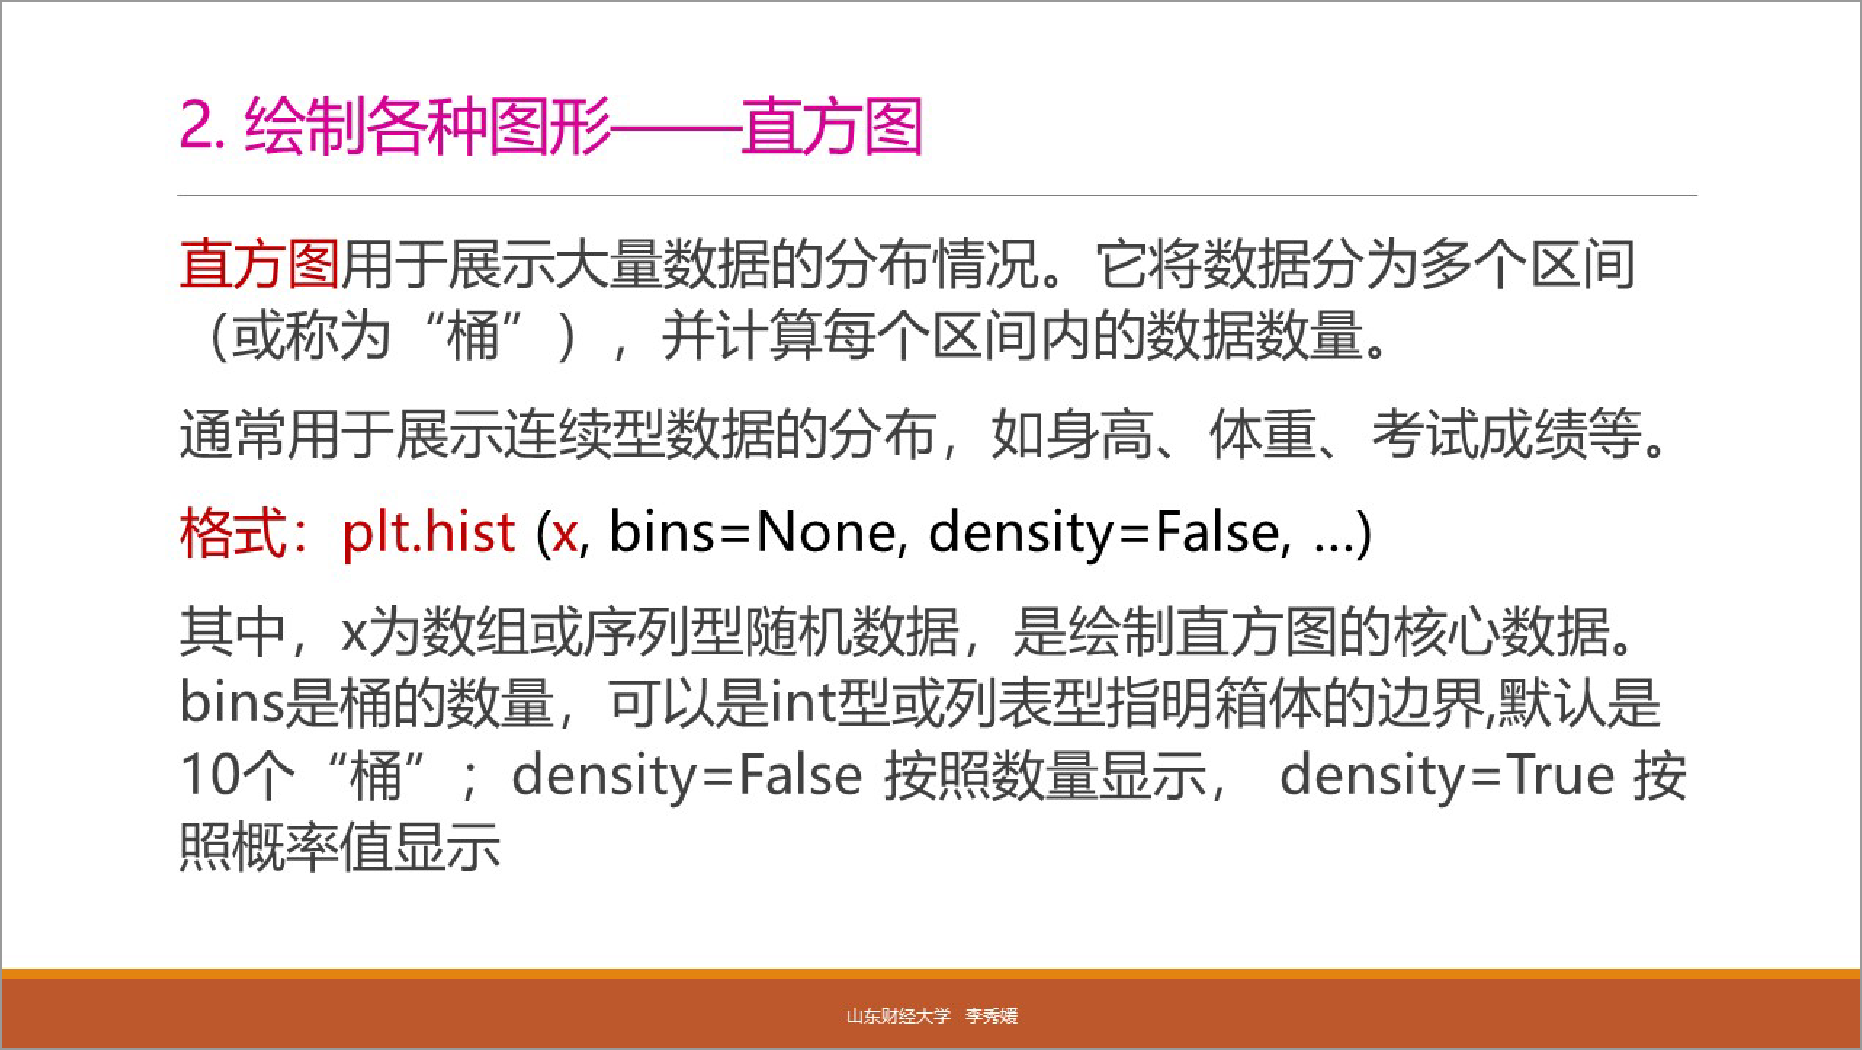 2. 绘制各种图形——直方图
直方图用于展示大量数据的分布情况。它将数据分为多个区间
（或称为“桶”），并计算每个区间内的数据数量。
通常用于展示连续型数据的分布，如身高、体重、考试成绩等。
格式：plt.hist (x, bins=None, density=False, …)
其中，x为数组或序列型随机数据，是绘制直方图的核心数据。
bins是桶的数量，可以是int型或列表型指明箱体的边界,默认是
10个“桶”；density=False 按照数量显示， density=True 按
照概率值显示
山东财经大学 李秀媛